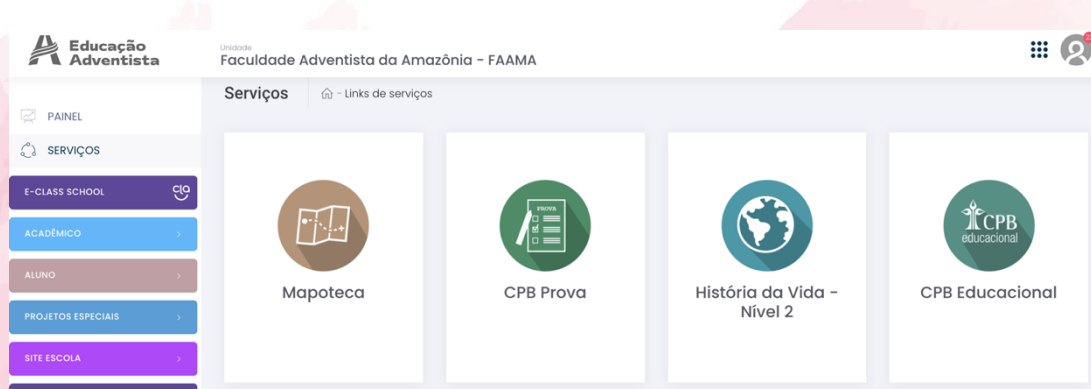 Educação
Adventista
Unidade
Faculdade Adventista da Amazônia - FAAMA
Serviços
- Links de serviços
PAINEL
SERVIÇOS
E-CLASS SCHOOL
cla
ACADÊMICO
ALUNO
PROJETOS ESPECIAIS
SITE ESCOLA
Mapoteca
PROVA
CPB Prova
História da Vida -
Nível 2
CPB
educacional
CPB Educacional